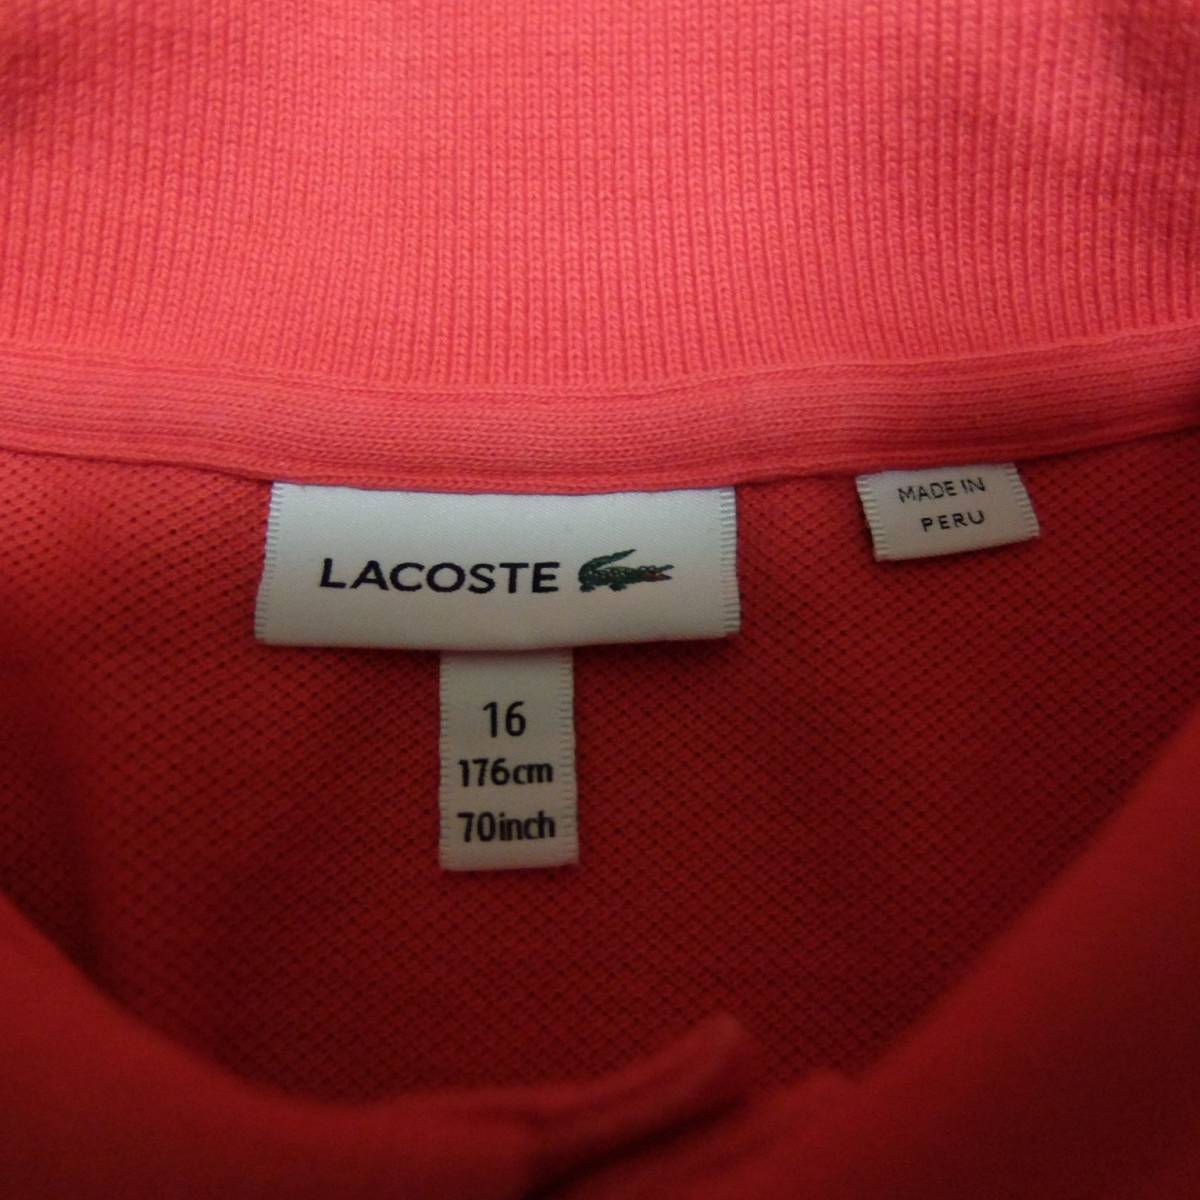 LACOSTE
16
176cm
70inch
MADE IN
PERU